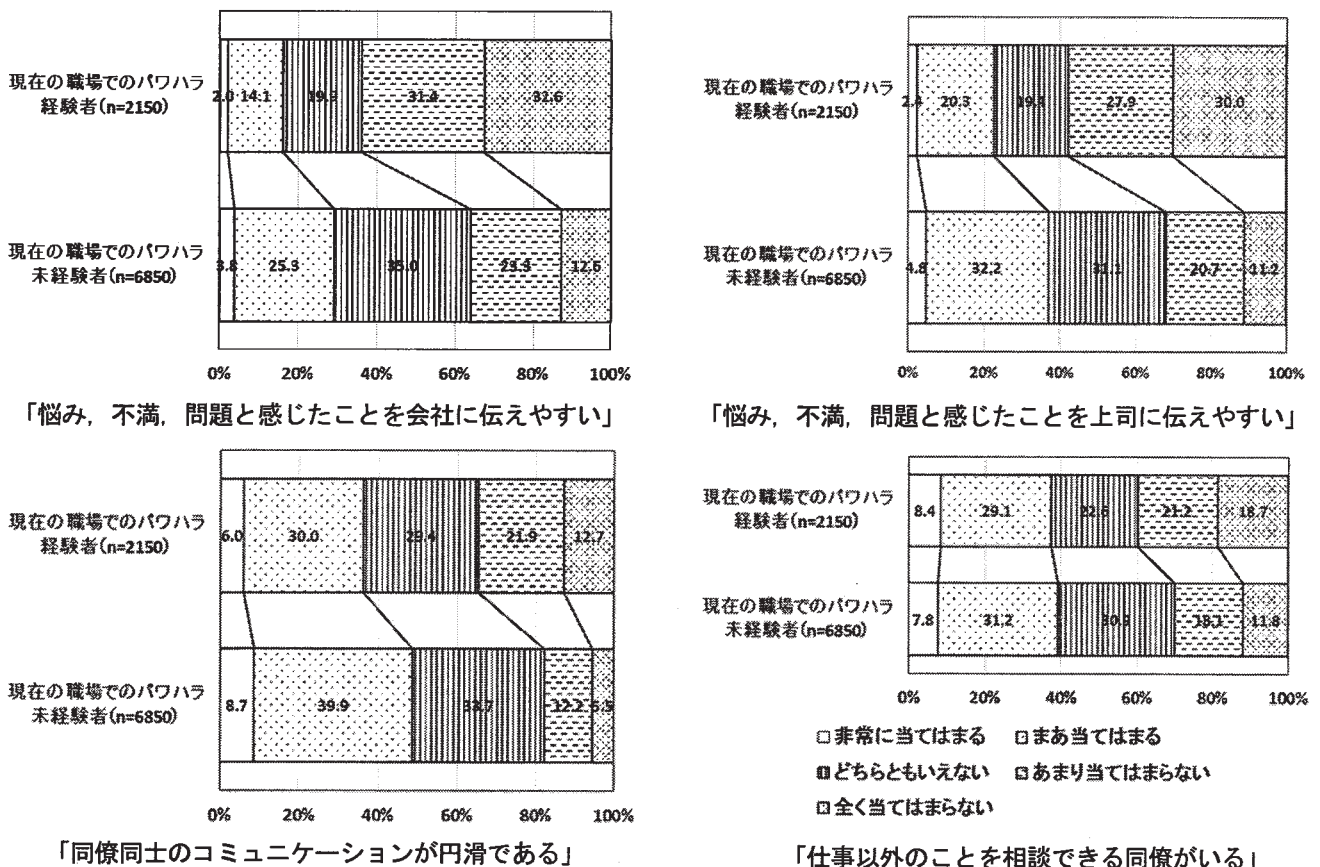 現在の職場でのパワハラ
経験者(n=2150)
2.0 14.1 19.9 31.4 32.6
現在の職場でのパワハラ
未経験者(n=6850)
3.8 25.3 35.0 23.3 12.6
0% 20% 40% 60% 80% 100%
「悩み，不満，問題と感じたことを会社に伝えやすい」
現在の職場でのパワハラ
経験者(n=2150)
2.4 20.3 19.4 27.9 30.0
現在の職場でのパワハラ
未経験者(n=6850)
4.8 32.2 31.1 20.7 11.2
0% 20% 40% 60% 80% 100%
「悩み，不満，問題と感じたことを上司に伝えやすい」
現在の職場でのパワハラ
経験者(n=2150)
6.0 30.0 29.4 21.9 12.7
現在の職場でのパワハラ
未経験者(n=6850)
8.7 39.9 33.7 12.2 5.5
0% 20% 40% 60% 80% 100%
「同僚同士のコミュニケーションが円滑である」
現在の職場でのパワハラ
経験者(n=2150)
8.4 29.1 22.6 21.2 18.7
現在の職場でのパワハラ
未経験者(n=6850)
7.8 31.2 11.8
0% 20% 40% 60% 80% 100%
非常に当てはまる まあ当てはまる
どちらともいえない あまり当てはまらない
全く当てはまらない
「仕事以外のことを相談できる同僚がいる」